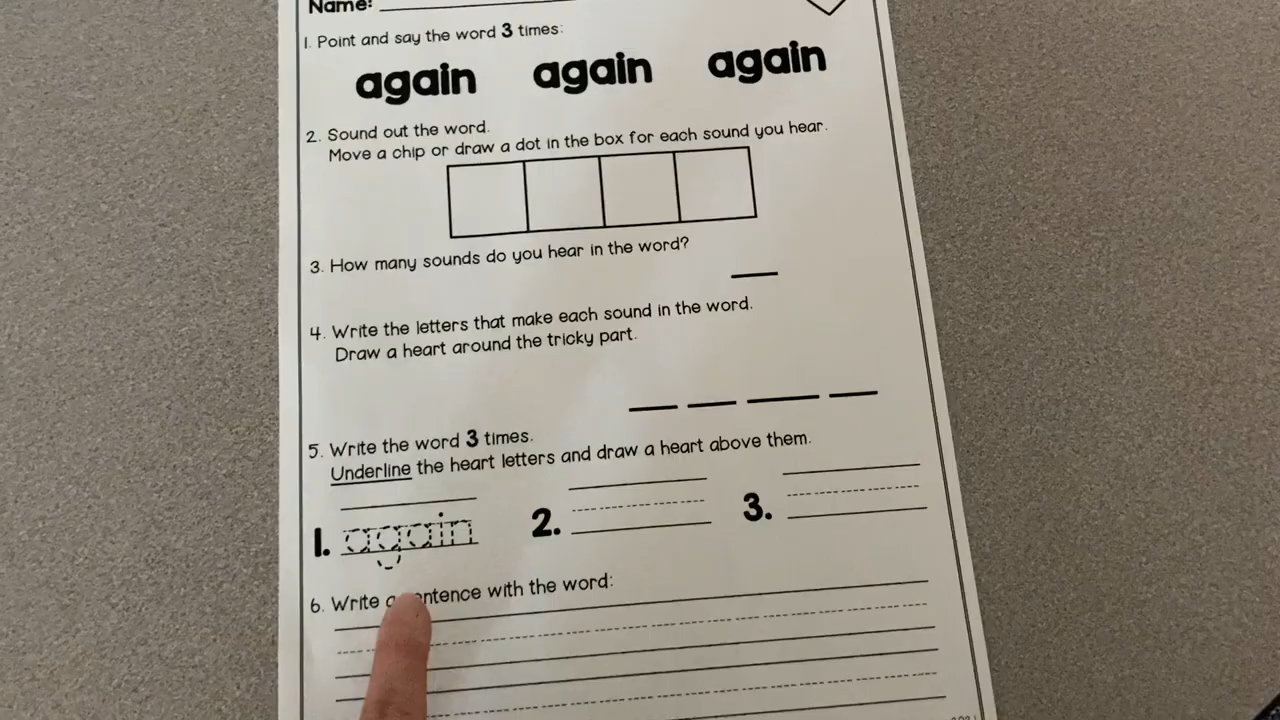 Name:
1. Point and say the word 3 times:
again again again
2. Sound out the word.
Move a chip or draw a dot in the box for each sound you hear.
3. How many sounds do you hear in the word?
4. Write the letters that make each sound in the word.
Draw a heart around the tricky part.
5. Write the word 3 times.
Underline the heart letters and draw a heart above them.
1. again 2. 3.
6. Write a sentence with the word: